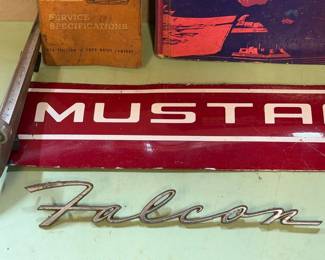 SERVICE
SPECIFICATIONS
MUSTA
Falcon